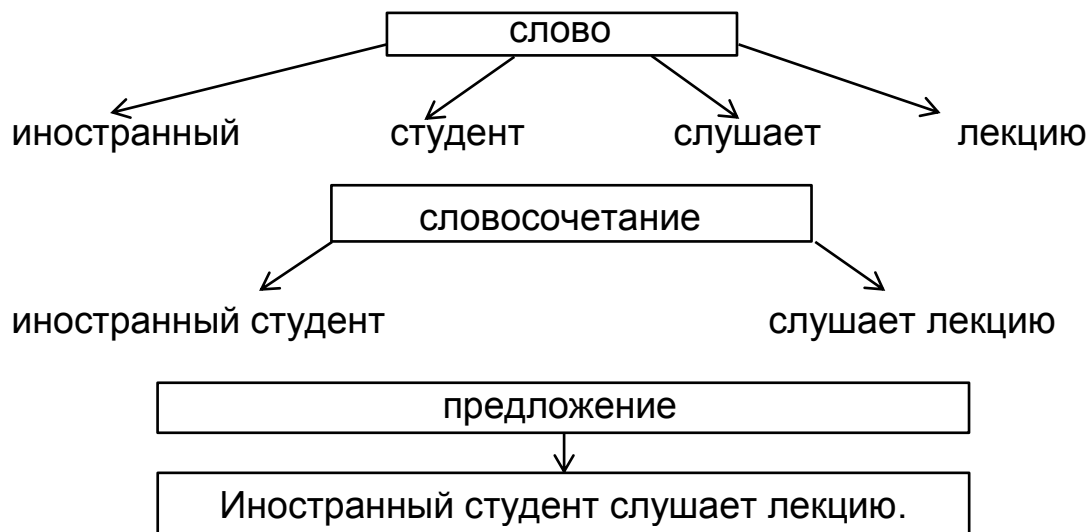 слово
иностранный студент слушает лекцию
словосочетание
иностранный студент слушает лекцию
предложение
Иностранный студент слушает лекцию.